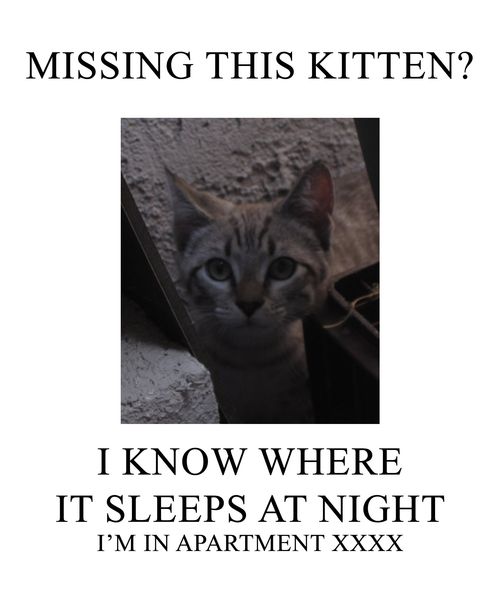 MISSING THIS KITTEN?
I KNOW WHERE
IT SLEEPS AT NIGHT
I'M IN APARTMENT XXXX